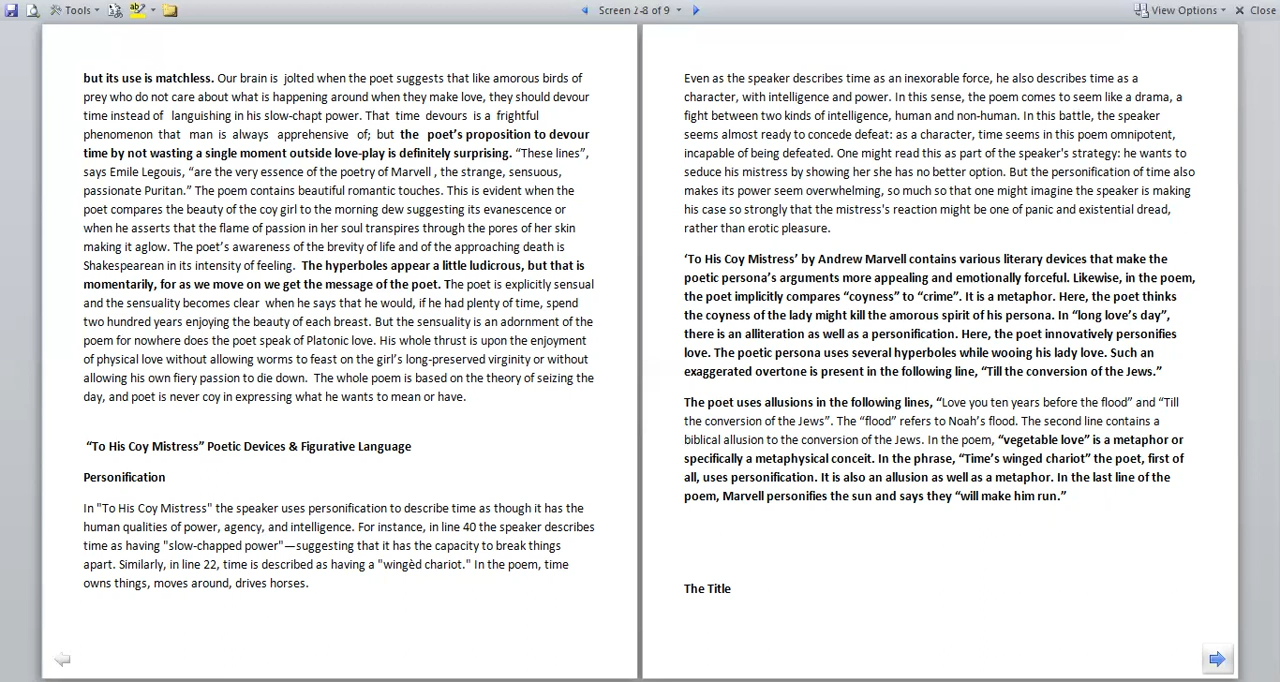 Tools
Screen 2-8 of 9
View Options
Close
but its use is matchless. Our brain is jolted when the poet suggests that like amorous birds of
prey who do not care about what is happening around when they make love, they should devour
time instead of languishing in his slow-chapt power. That time devours is a frightful
phenomenon that man is always apprehensive of; but the poet’s proposition to devour
time by not wasting a single moment outside love-play is definitely surprising. “These lines”,
says Emile Legouis, “are the very essence of the poetry of Marvell , the strange, sensuous,
passionate Puritan.” The poem contains beautiful romantic touches. This is evident when the
poet compares the beauty of the coy girl to the morning dew suggesting its evanescence or
when he asserts that the flame of passion in her soul transpires through the pores of her skin
making it aglow. The poet’s awareness of the brevity of life and of the approaching death is
Shakespearean in its intensity of feeling. The hyperboles appear a little ludicrous, but that is
momentarily, for as we move on we get the message of the poet. The poem is explicitly sensual
and the sensuality becomes clear when he says that he would, if he had plenty of time, spend
two hundred years enjoying the beauty of each breast. But the sensuality is an adornment of the
poem for nowhere does the poet speak of Platonic love. His whole thrust is upon the enjoyment
of physical love without allowing worms to feast on the girl’s long-preserved virginity or without
allowing his own fiery passion to die down. The whole poem is based on the theory of seizing the
day, and poet is never coy in expressing what he wants to mean or have.
“To His Coy Mistress” Poetic Devices & Figurative Language
Personification
In "To His Coy Mistress" the speaker uses personification to describe time as though it has the
human qualities of power, agency, and intelligence. For instance, in line 40 the speaker describes
time as having "slow-chapped power"—suggesting that it has the capacity to break things
apart. Similarly, in line 22, time is described as having a "wingèd chariot." In the poem, time
owns things, moves around, drives horses.
Even as the speaker describes time as an inexorable force, he also describes time as a
character, with intelligence and power. In this sense, the poem comes to seem like a drama, a
fight between two kinds of intelligence, human and non-human. In this battle, the speaker
seems almost ready to concede defeat: as a character, time seems in this poem omnipotent,
incapable of being defeated. One might read this as part of the speaker's strategy: he wants to
seduce his mistress by showing her she has no better option. But the personification of time also
makes its power seem overwhelming, so much so that one might imagine the speaker is making
his case so strongly that the mistress's reaction might be one of panic and existential dread,
rather than erotic pleasure.
‘To His Coy Mistress’ by Andrew Marvell contains various literary devices that make the
poetic persona’s arguments more appealing and emotionally forceful. Likewise, in the poem,
the poet implicitly compares “coyness” to “crime”. It is a metaphor. Here, the poet thinks
the coyness of the lady might kill the amorous spirit of his persona. In “long love’s day”,
there is an alliteration as well as a personification. Here, the poet innovatively personifies
love. The poetic persona uses several hyperboles while wooing his lady love. Such an
exaggerated overtone is present in the following line, “Till the conversion of the Jews.”
The poet uses allusions in the following lines, “Love you ten years before the flood” and “Till
the conversion of the Jews”. The “flood” refers to Noah’s flood. The second line contains a
biblical allusion to the conversion of the Jews. In the poem, “vegetable love” is a metaphor or
specifically a metaphysical conceit. In the phrase, “Time’s winged chariot” the poet, first of
all, uses personification. It is also an allusion as well as a metaphor. In the last line of the
poem, Marvell personifies the sun and says they “will make him run.”
The Title